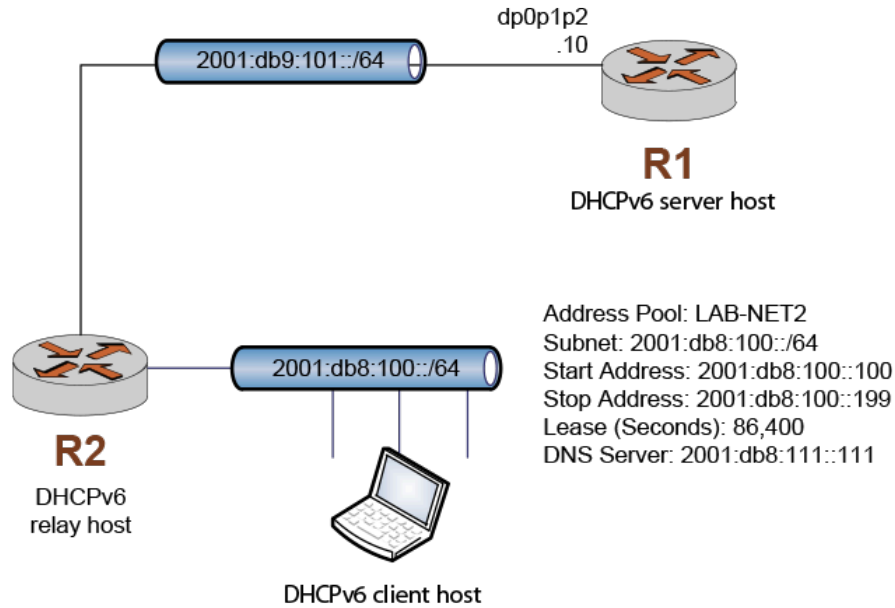 dp0p1p2
.10
2001:db9:101::/64
R1
DHCPv6 server host
Address Pool: LAB-NET2
Subnet: 2001:db8:100::/64
Start Address: 2001:db8:100::100
Stop Address: 2001:db8:100::199
Lease (Seconds): 86,400
DNS Server: 2001:db8:111::111
2001:db8:100::/64
R2
DHCPv6
relay host
DHCPv6 client host